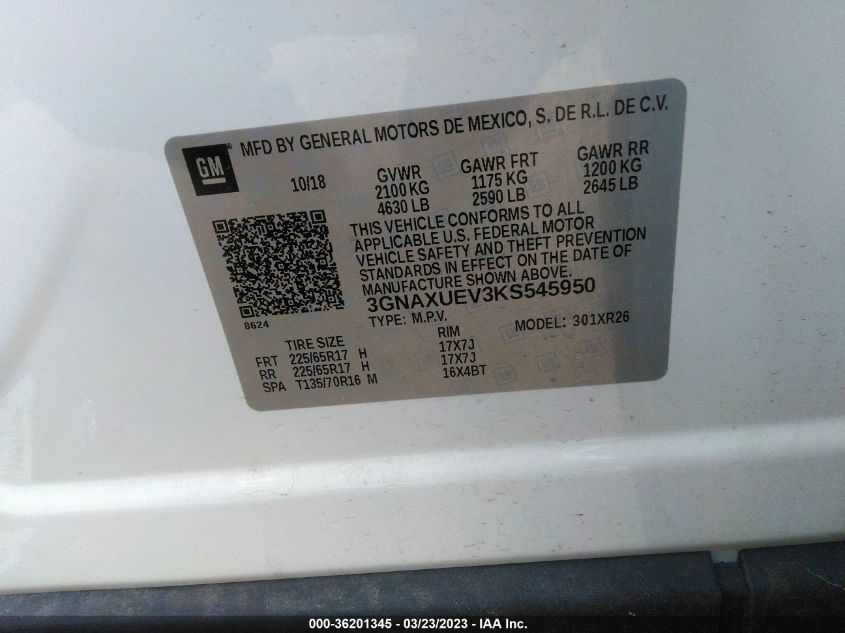 GM
MFD BY GENERAL MOTORS DE MEXICO, S. DE R.L. DE C.V.
10/18 GVWR GAWR FRT GAWR RR
2100 KG 1175 KG 1200 KG
4630 LB 2590 LB 2645 LB
THIS VEHICLE CONFORMS TO ALL
APPLICABLE U.S. FEDERAL MOTOR
VEHICLE SAFETY AND THEFT PREVENTION
STANDARDS IN EFFECT ON THE DATE OF
MANUFACTURE SHOWN ABOVE.
3GNAXUEV3KS545950
8624
TYPE: M.P.V. MODEL: 301XR26
TIRE SIZE RIM
FRT 225/65R17 H 17X7J
RR 225/65R17 H 17X7J
SPA T135/70R16 M 16X4BT
000-36201345 - 03/23/2023 - IAA Inc.